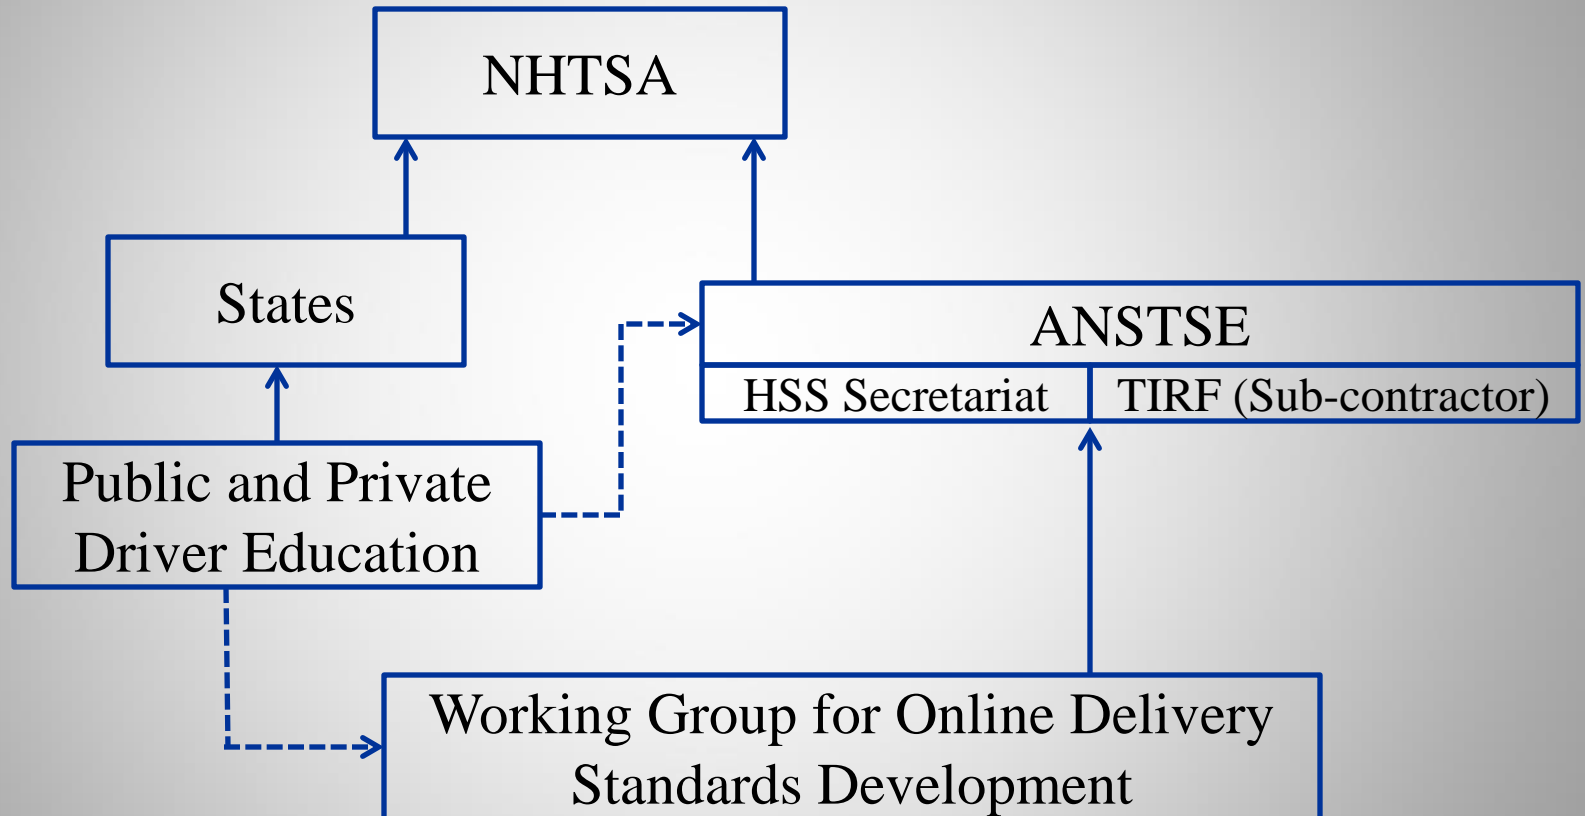 NHTSA
States
ANSTSE
HSS Secretariat
TIRF (Sub-contractor)
Public and Private
Driver Education
Working Group for Online Delivery
Standards Development